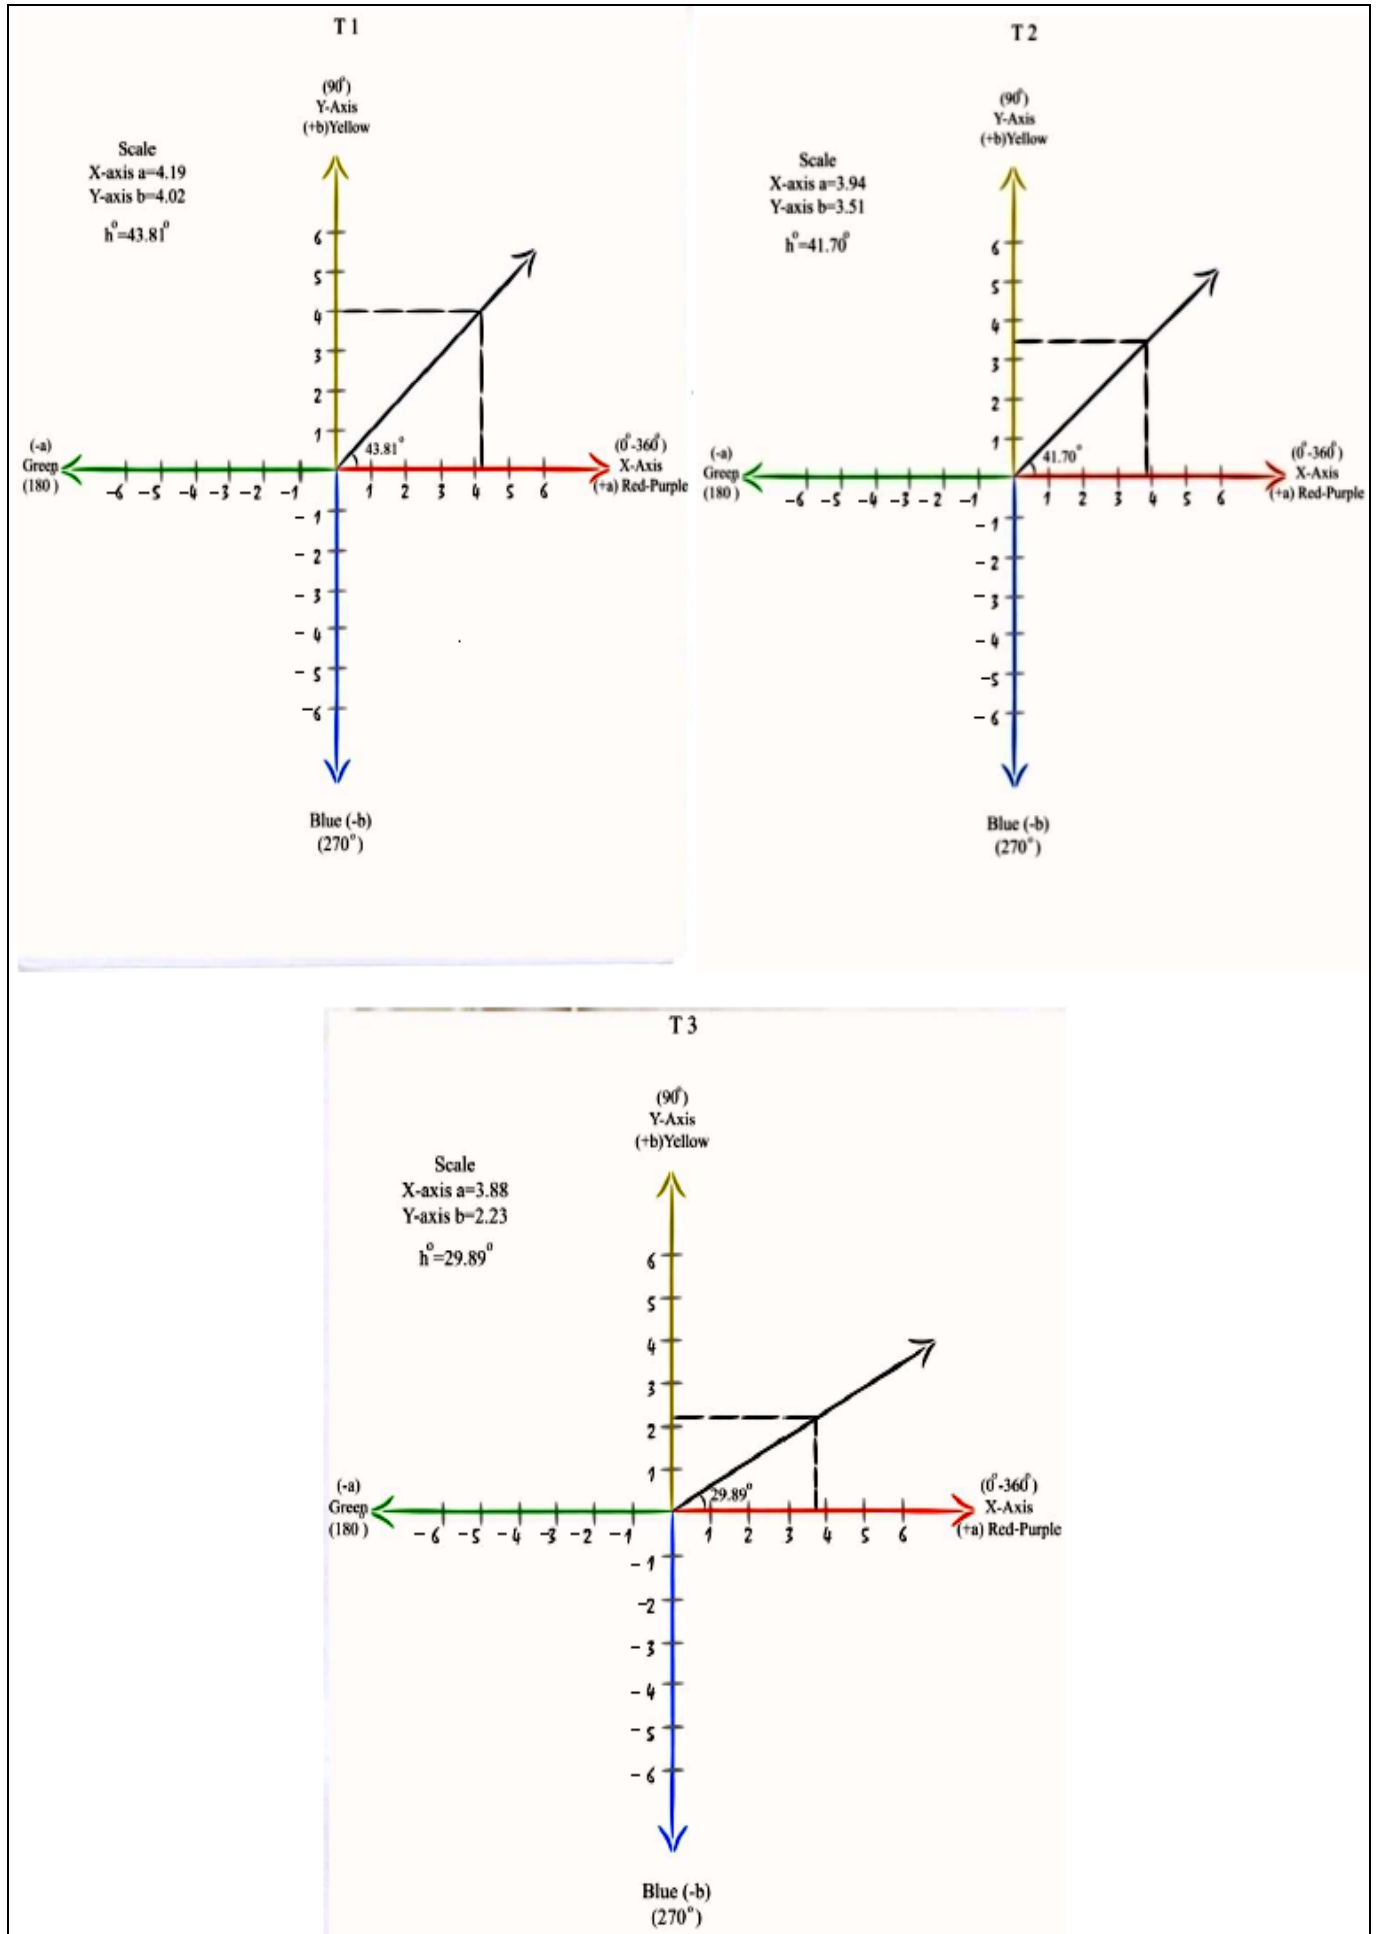 T 1
(90°)
Y-Axis
(+b)Yellow
Scale
X-axis a=4.19
Y-axis b=4.02
h°=43.81°
6
5
4
3
2
1
43.81°
(-a)
Green
(180 )
(0°-360°)
X-Axis
(+a) Red-Purple
-6 -5 -4 -3 -2 -1
1 2 3 4 5 6
- 1
- 2
- 3
- 4
- 5
-6
Blue (-b)
(270°)
T 2
(90°)
Y-Axis
(+b)Yellow
Scale
X-axis a=3.94
Y-axis b=3.51
h°=41.70°
6
5
4
3
2
1
41.70°
(-a)
Green
(180 )
(0°-360°)
X-Axis
(+a) Red-Purple
-6 -5 -4 -3 -2 -1
1 2 3 4 5 6
- 1
- 2
- 3
- 4
-5
- 6
Blue (-b)
(270°)
T 3
(90°)
Y-Axis
(+b)Yellow
Scale
X-axis a=3.88
Y-axis b=2.23
h°=29.89°
6
5
4
3
2
1
29.89°
(-a)
Green
(180 )
(0°-360°)
X-Axis
(+a) Red-Purple
-6 -5 -4 -3 -2 -1
1 2 3 4 5 6
- 1
-2
- 3
- 4
- 5
- 6
Blue (-b)
(270°)